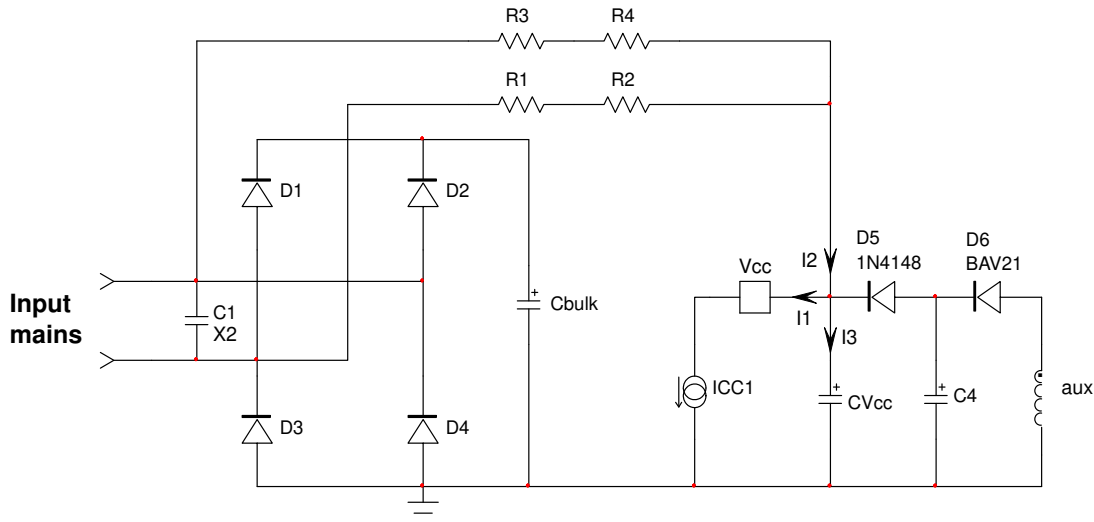 R3
R4
R1
R2
D1
D2
D5
1N4148
D6
BAV21
Vcc
I2
Input
mains
C1
X2
+
Cbulk
I1
I3
ICC1
+
CVcc
+
C4
aux
D3
D4